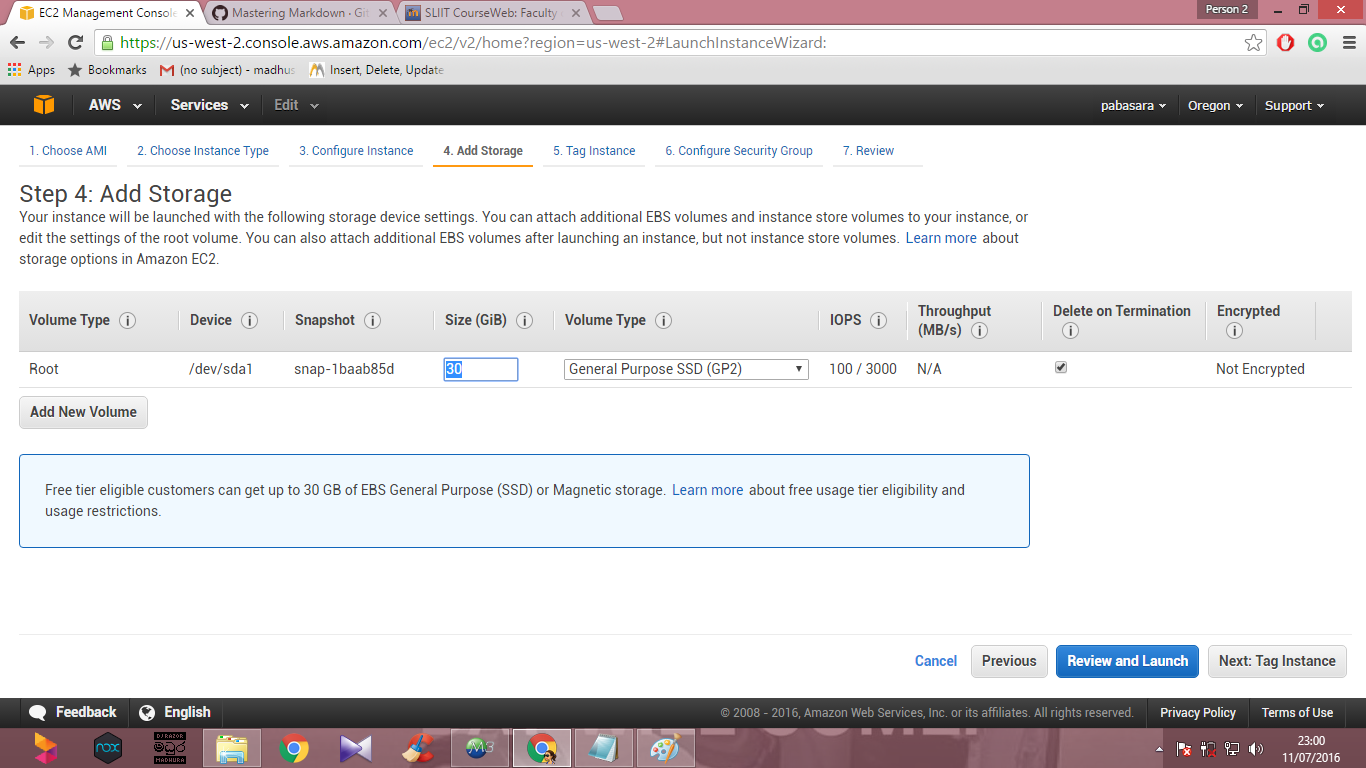 EC2 Management Console
Mastering Markdown · Git
SLIIT CourseWeb: Faculty
Person 2
https://us-west-2.console.aws.amazon.com/ec2/v2/home?region=us-west-2#LaunchInstanceWizard:
Apps Bookmarks (no subject) - madhus Insert, Delete, Update
AWS Services Edit pabasara Oregon Support
1. Choose AMI 2. Choose Instance Type 3. Configure Instance 4. Add Storage 5. Tag Instance 6. Configure Security Group 7. Review
Step 4: Add Storage
Your instance will be launched with the following storage device settings. You can attach additional EBS volumes and instance store volumes to your instance, or
edit the settings of the root volume. You can also attach additional EBS volumes after launching an instance, but not instance store volumes. Learn more about
storage options in Amazon EC2.
Volume Type i Device i Snapshot i Size (GiB) i Volume Type i IOPS i Throughput (MB/s) i Delete on Termination i Encrypted i
Root /dev/sda1 snap-1baab85d 30 General Purpose SSD (GP2) 100 / 3000 N/A Not Encrypted
Add New Volume
Free tier eligible customers can get up to 30 GB of EBS General Purpose (SSD) or Magnetic storage. Learn more about free usage tier eligibility and
usage restrictions.
Cancel Previous Review and Launch Next: Tag Instance
Feedback English © 2008 - 2016, Amazon Web Services, Inc. or its affiliates. All rights reserved. Privacy Policy Terms of Use
nox
DJ RAZOR
MADHURA
M3
23:00
11/07/2016